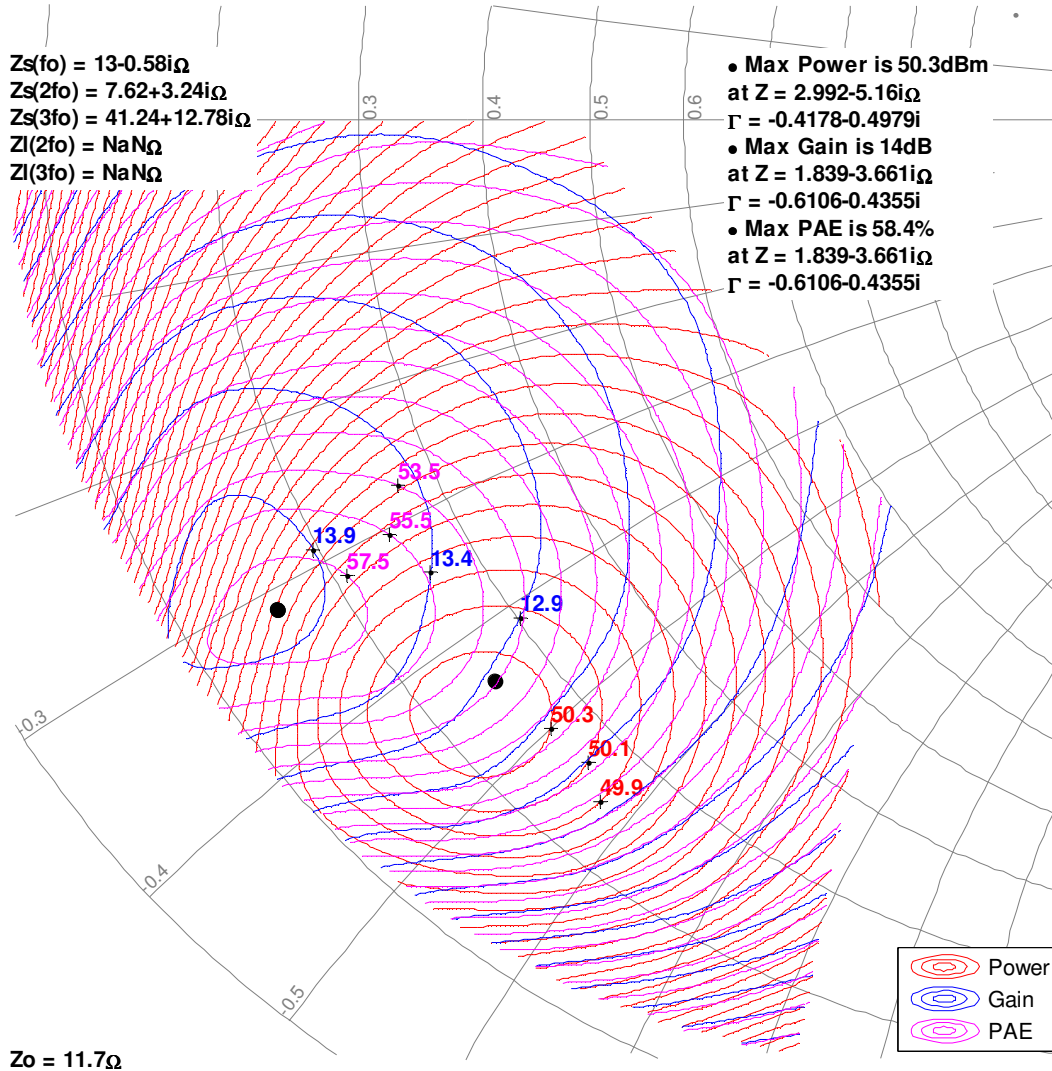 Zs(fo) = 13-0.58iΩ
Zs(2fo) = 7.62+3.24iΩ
Zs(3fo) = 41.24+12.78iΩ
Zl(2fo) = NaNΩ
Zl(3fo) = NaNΩ
• Max Power is 50.3dBm
at Z = 2.992-5.16iΩ
Γ = -0.4178-0.4979i
• Max Gain is 14dB
at Z = 1.839-3.661iΩ
Γ = -0.6106-0.4355i
• Max PAE is 58.4%
at Z = 1.839-3.661iΩ
Γ = -0.6106-0.4355i
0.3
0.4
0.5
0.6
53.5
55.5
13.9
57.5
13.4
12.9
50.3
50.1
49.9
-0.3
-0.4
-0.5
Power
Gain
PAE
Zo = 11.7Ω